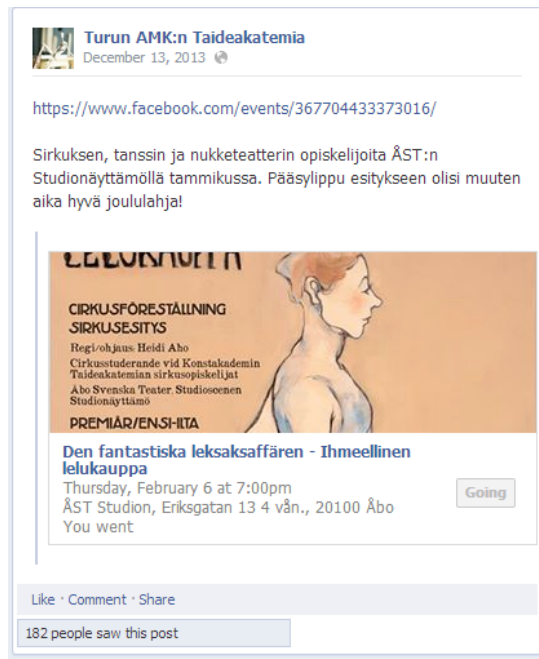 Turun AMK:n Taideakatemia
December 13, 2013
https://www.facebook.com/events/367704433373016/
Sirkuksen, tanssin ja nukketeatterin opiskelijoita ÅST:n
Studionäyttämöllä tammikussa. Pääsylippu esitykseen olisi muuten
aika hyvä joululahja!
LELUKAUPPA
CIRKUSFÖRESTÄLLNING
SIRKUSESITYS
Regi/ohjaus: Heidi Aho
Cirkusstuderande vid Konstakademin
Taideakatemian sirkusopiskelijat
Åbo Svenska Teater, Studioscenen
Studionäyttämö
PREMIÄR/ENSI-ILTA
Den fantastiska leksaksaffären - Ihmeellinen
lelukauppa
Thursday, February 6 at 7:00pm
ÅST Studion, Eriksgatan 13 4 vån., 20100 Åbo
You went
Going
Like · Comment · Share
182 people saw this post